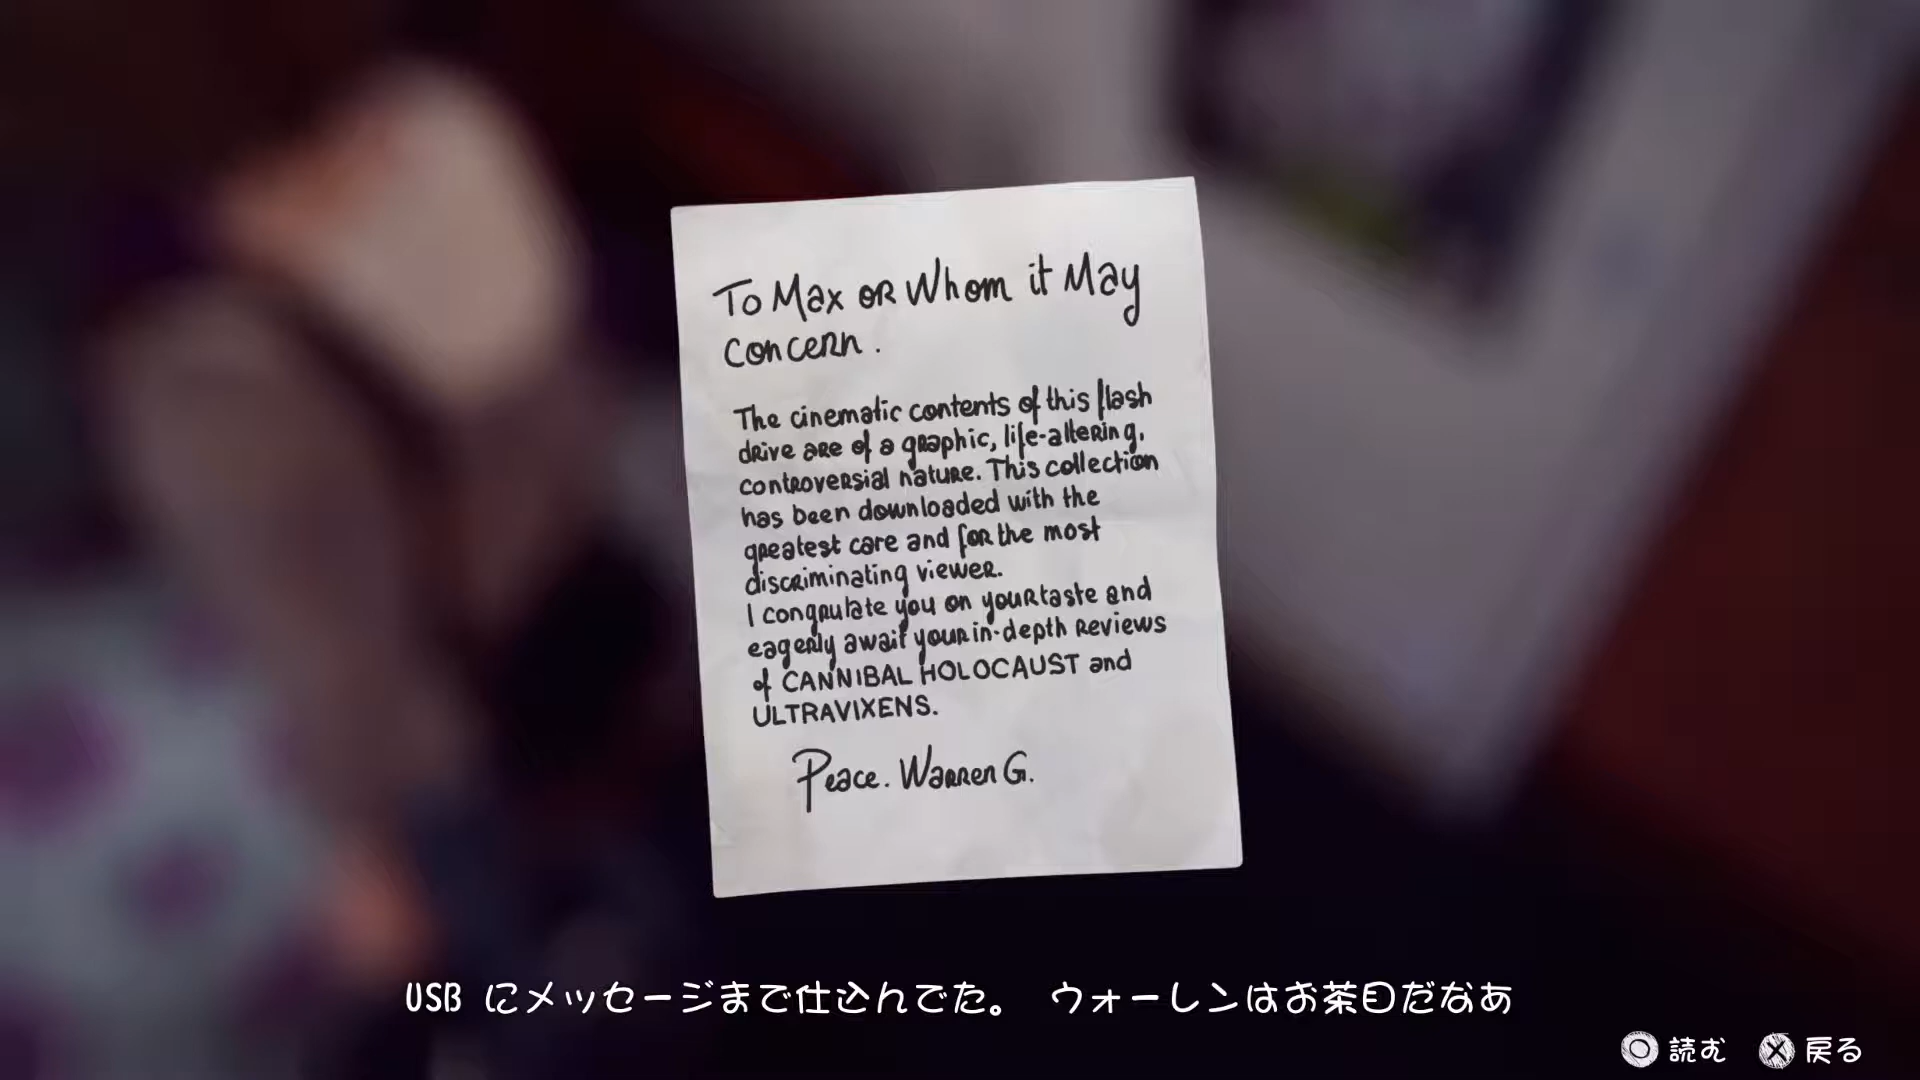 To Max or Whom it May
Concern.
The cinematic contents of this flash
drive are of a graphic, life-altering,
controversial nature. This collection
has been downloaded with the
greatest care and for the most
discriminating viewer.
I congrulate you on your taste and
eagerly await your in-depth reviews
of CANNIBAL HOLOCAUST and
ULTRAVIXENS.
Peace. Warren G.
USB にメッセージまで仕込んでた。 ウォーレンはお茶目だなあ
読む 戻る